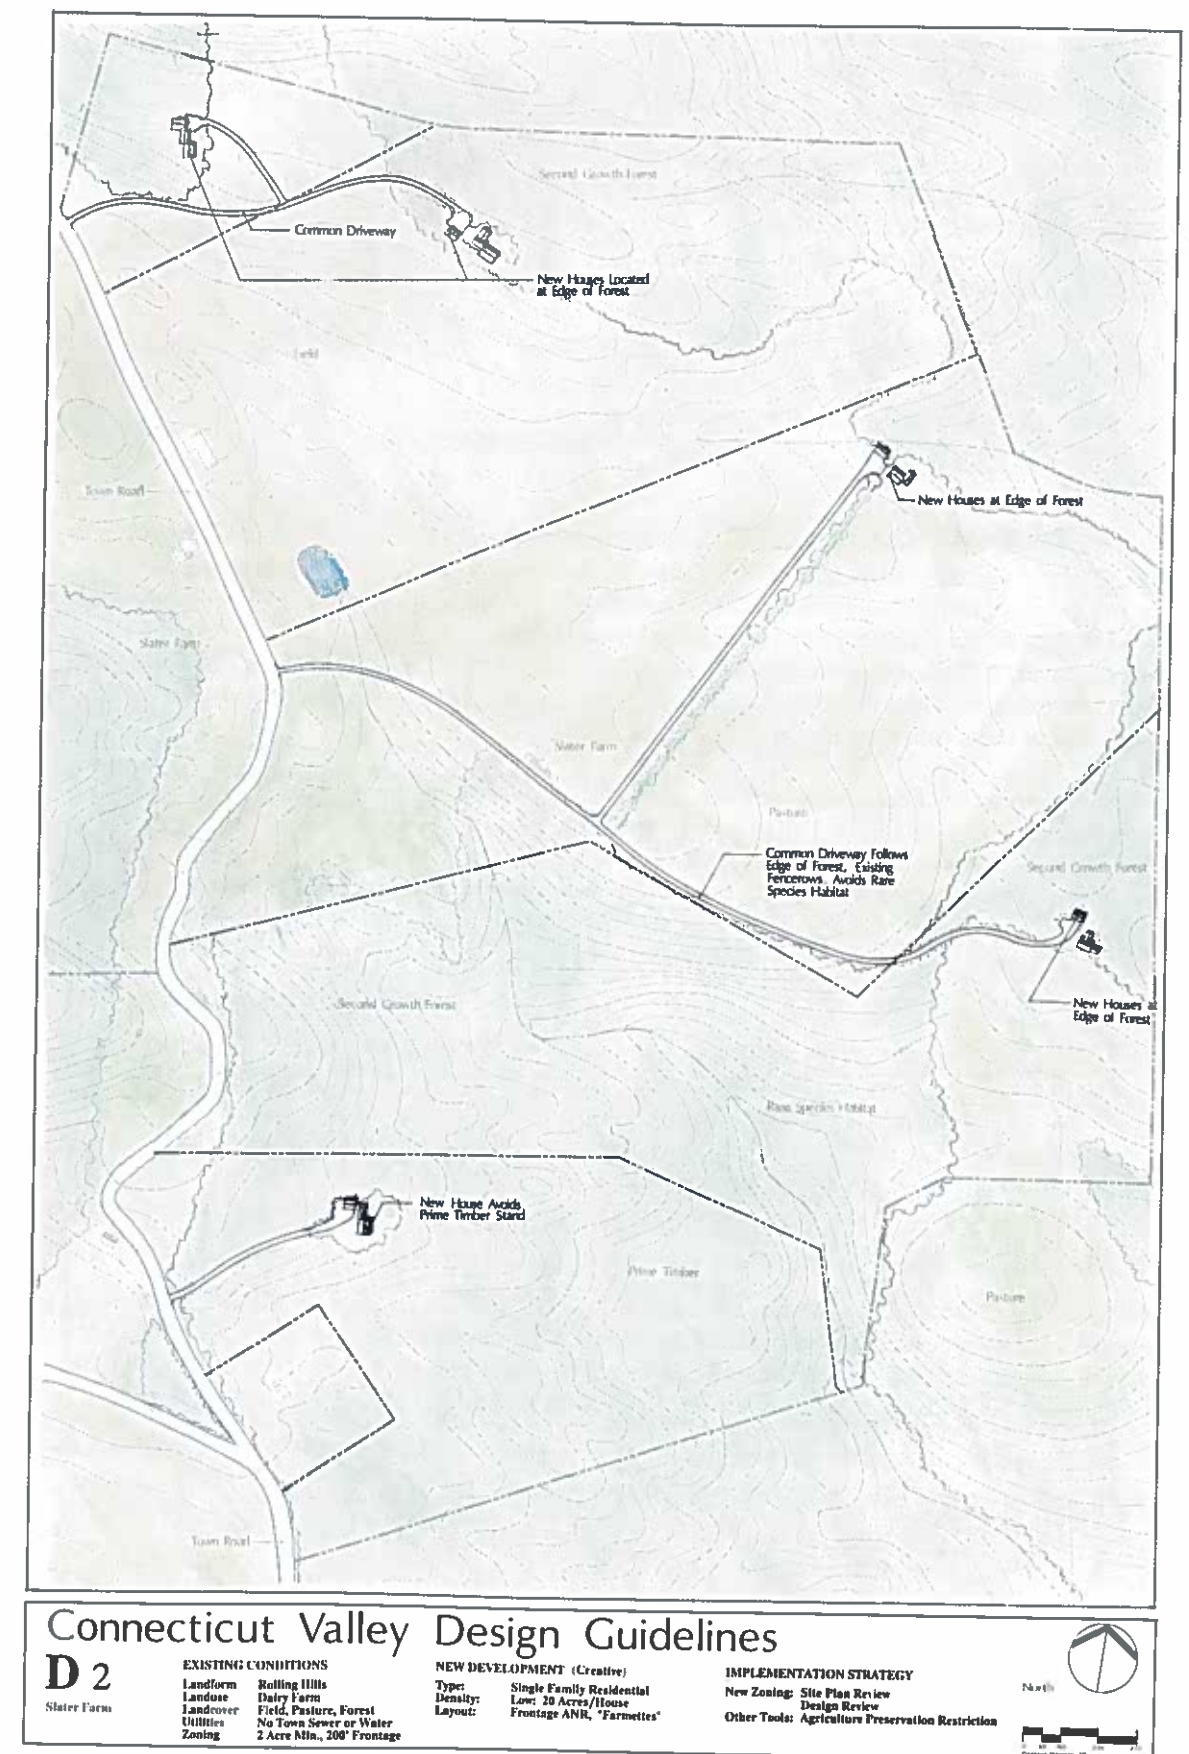 Second Growth Forest
Common Driveway
New Houses Located
at Edge of Forest
Field
Town Road
New Houses at Edge of Forest
Slater Farm
Slater Farm
Pasture
Common Driveway Follows
Edge of Forest, Existing
Fencerows. Avoids Rare
Species Habitat
Second Growth Forest
Second Growth Forest
New Houses at
Edge of Forest
Rare Species Habitat
New House Avoids
Prime Timber Stand
Prime Timber
Pasture
Town Road
Connecticut Valley Design Guidelines
D 2
Slater Farm
EXISTING CONDITIONS
Landform Rolling Hills
Landuse Dairy Farm
Landcover Field, Pasture, Forest
Utilities No Town Sewer or Water
Zoning 2 Acre Min., 200' Frontage
NEW DEVELOPMENT (Creative)
Type: Single Family Residential
Density: Low: 20 Acres/House
Layout: Frontage ANR, "Farmettes"
IMPLEMENTATION STRATEGY
New Zoning: Site Plan Review
Design Review
Other Tools: Agriculture Preservation Restriction
North